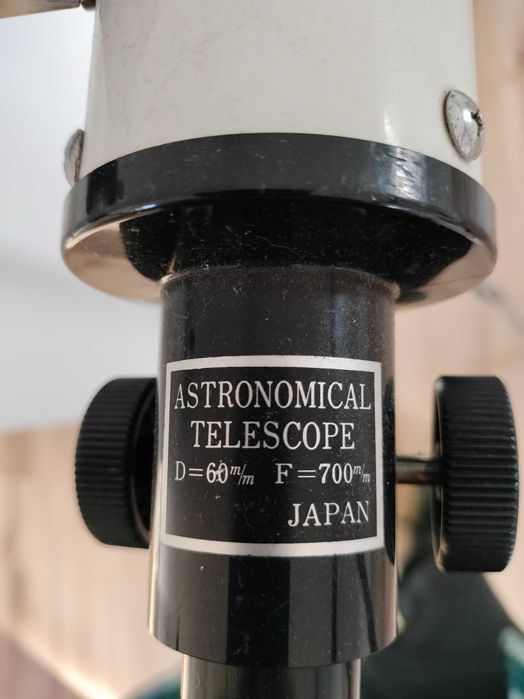 ASTRONOMICAL
TELESCOPE
D=60m/m F=700m/m
JAPAN